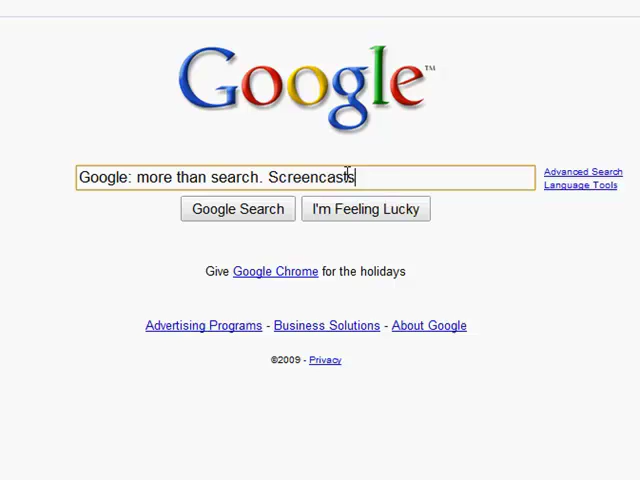 Google™
Google: more than search. Screencasts
Advanced Search
Language Tools
Google Search
I'm Feeling Lucky
Give Google Chrome for the holidays
Advertising Programs - Business Solutions - About Google
©2009 - Privacy